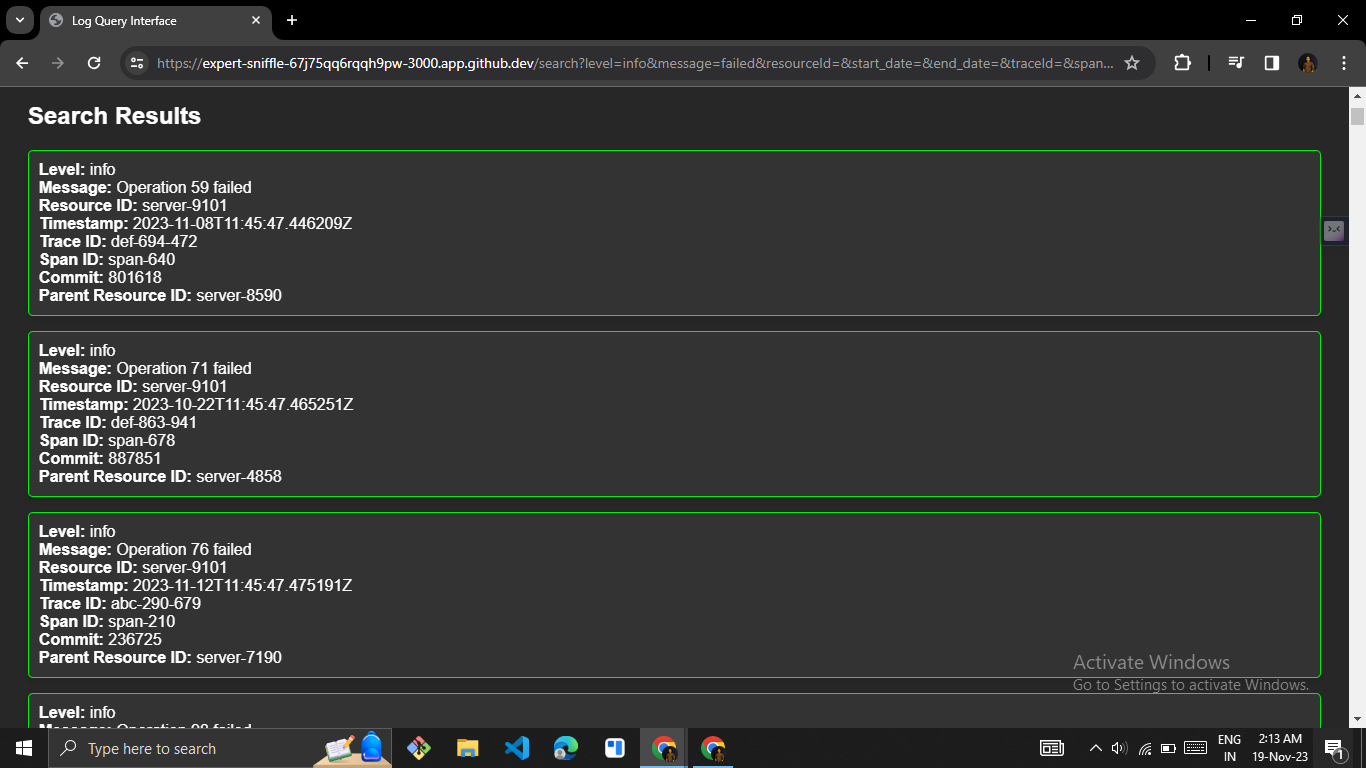 Log Query Interface
https://expert-sniffle-67j75qq6rqqh9pw-3000.app.github.dev/search?level=info&message=failed&resourceId=&start_date=&end_date=&traceId=&span...
Search Results
Level: info
Message: Operation 59 failed
Resource ID: server-9101
Timestamp: 2023-11-08T11:45:47.446209Z
Trace ID: def-694-472
Span ID: span-640
Commit: 801618
Parent Resource ID: server-8590
Level: info
Message: Operation 71 failed
Resource ID: server-9101
Timestamp: 2023-10-22T11:45:47.465251Z
Trace ID: def-863-941
Span ID: span-678
Commit: 887851
Parent Resource ID: server-4858
Level: info
Message: Operation 76 failed
Resource ID: server-9101
Timestamp: 2023-11-12T11:45:47.475191Z
Trace ID: abc-290-679
Span ID: span-210
Commit: 236725
Parent Resource ID: server-7190
Activate Windows
Go to Settings to activate Windows.
Level: info
Type here to search
ENG
IN
2:13 AM
19-Nov-23
1